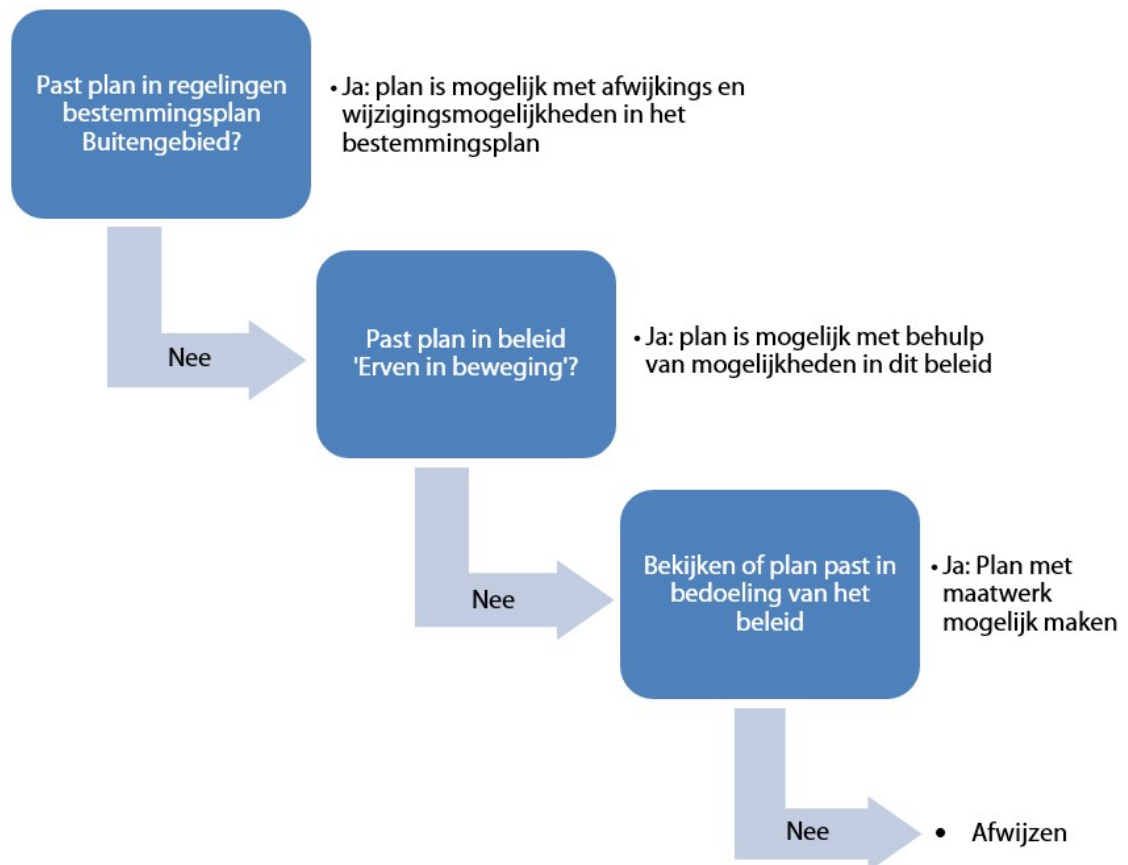 Past plan in regelingen
bestemmingsplan
Buitengebied?
• Ja: plan is mogelijk met afwijkings en
wijzigingsmogelijkheden in het
bestemmingsplan
Nee
Past plan in beleid
'Erven in beweging'?
• Ja: plan is mogelijk met behulp
van mogelijkheden in dit beleid
Nee
Bekijken of plan past in
bedoeling van het
beleid
• Ja: Plan met
maatwerk
mogelijk maken
Nee
• Afwijzen